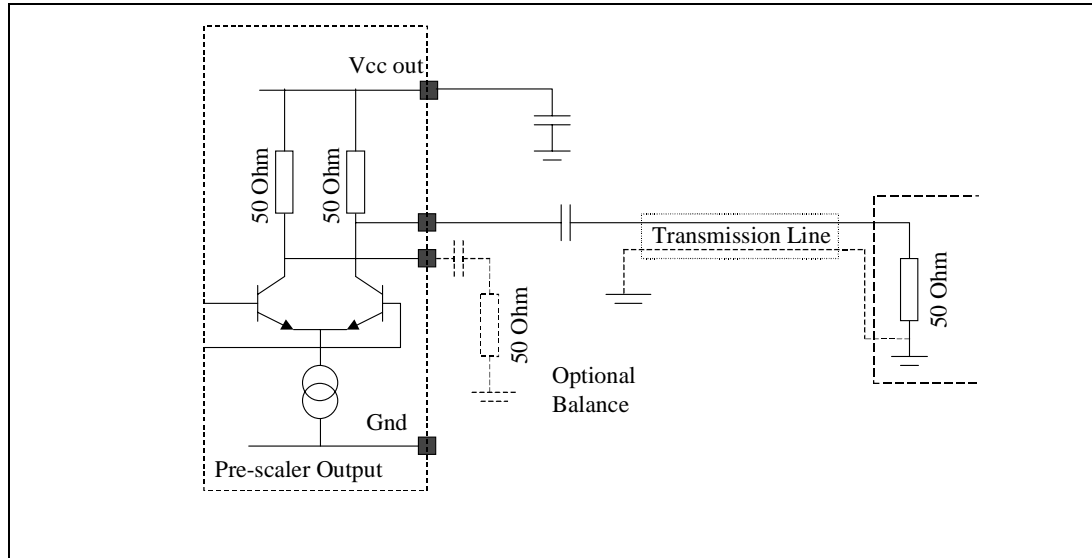 Vcc out
50 Ohm
50 Ohm
Transmission Line
50 Ohm
50 Ohm
Optional
Balance
Gnd
Pre-scaler Output